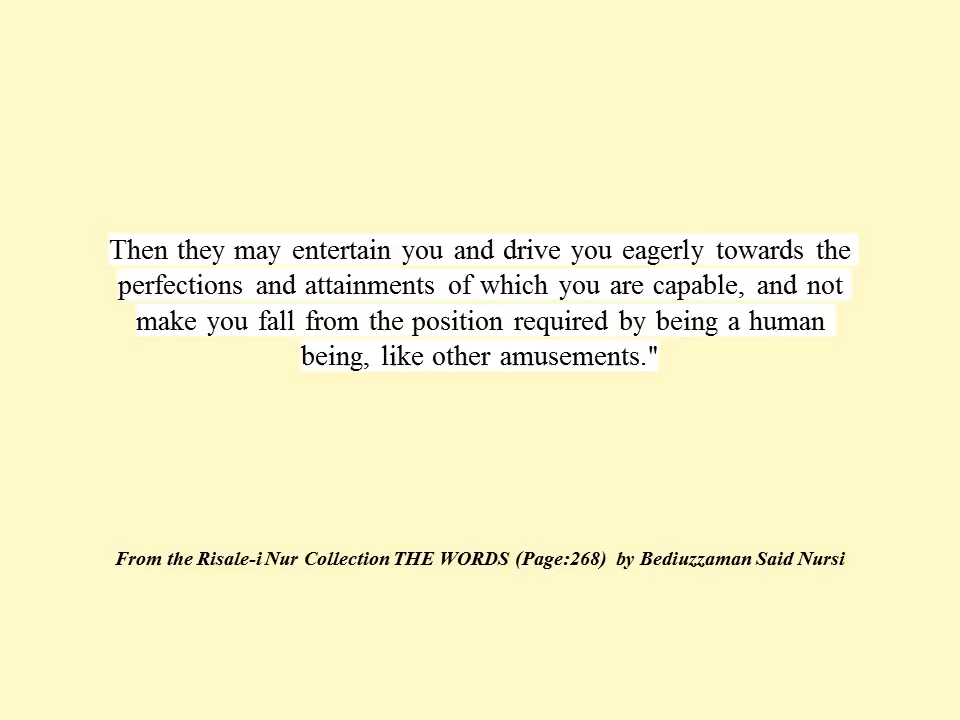 Then they may entertain you and drive you eagerly towards the
perfections and attainments of which you are capable, and not
make you fall from the position required by being a human
being, like other amusements."
From the Risale-i Nur Collection THE WORDS (Page:268) by Bediuzzaman Said Nursi